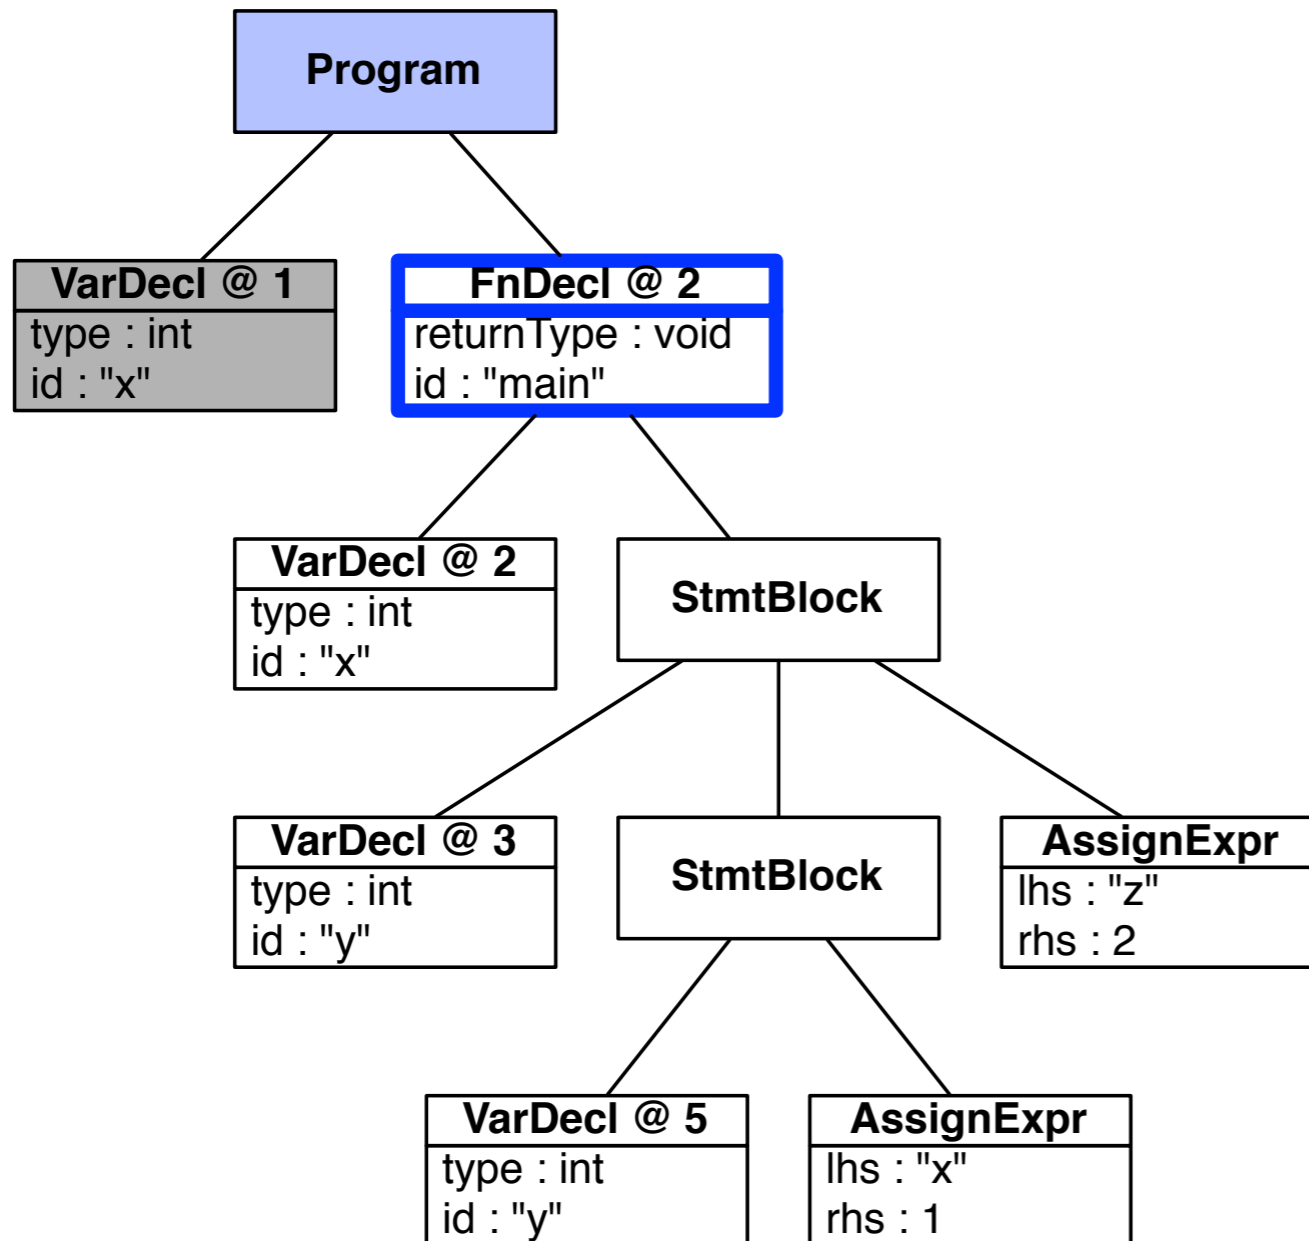 Program
VarDecl @ 1
type : int
id : "x"
FnDecl @ 2
returnType : void
id : "main"
VarDecl @ 2
type : int
id : "x"
StmtBlock
VarDecl @ 3
type : int
id : "y"
StmtBlock
AssignExpr
lhs : "z"
rhs : 2
VarDecl @ 5
type : int
id : "y"
AssignExpr
lhs : "x"
rhs : 1